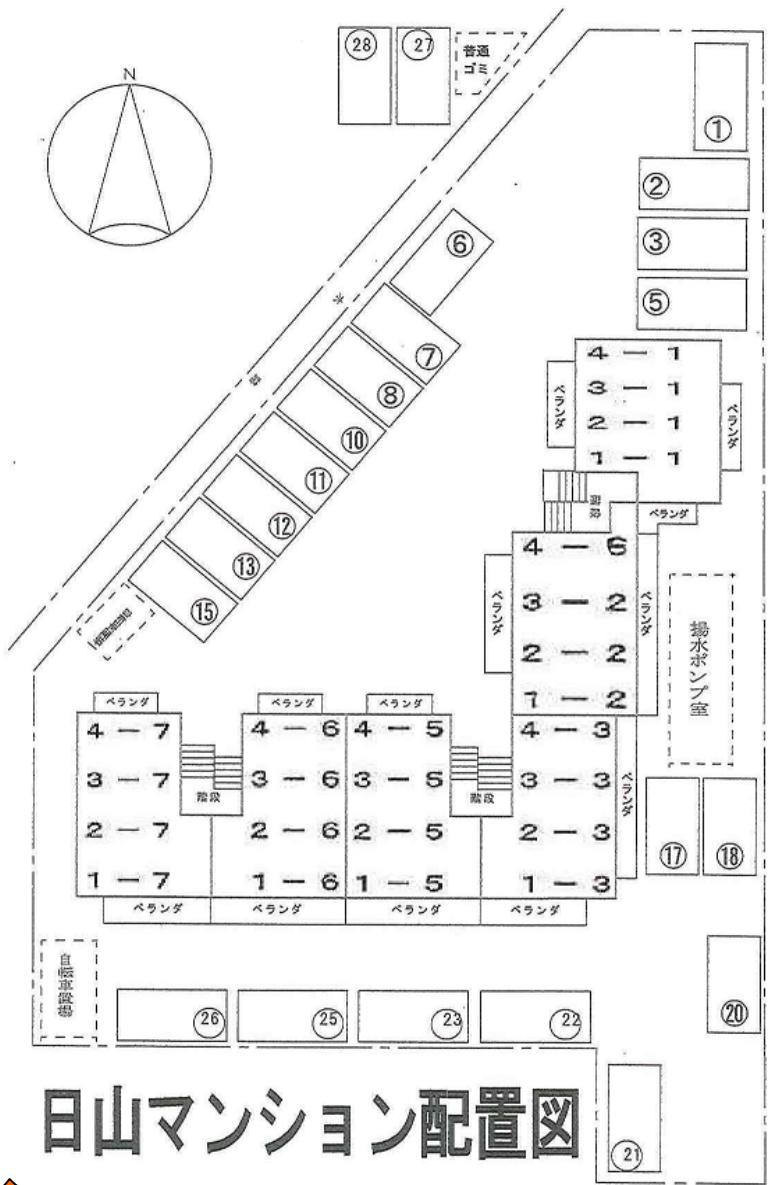 N
28
27
普通
ゴミ
①
②
③
⑤
⑥
⑦
⑧
⑩
⑪
⑫
⑬
⑮
水
路
4 — 1
3 — 1
2 — 1
1 — 1
ベランダ
ベランダ
階段
ベランダ
4 — 6
3 — 2
2 — 2
1 — 2
ベランダ
ベランダ
揚水ポンプ室
ベランダ
ベランダ
ベランダ
4 — 7
3 — 7
2 — 7
1 — 7
階段
4 — 6
3 — 6
2 — 6
1 — 6
4 — 5
3 — 5
2 — 5
1 — 5
階段
4 — 3
3 — 3
2 — 3
1 — 3
ベランダ
⑰
⑱
ベランダ
ベランダ
ベランダ
ベランダ
自転車置場
26
25
23
22
⑳
21
日山マンション配置図